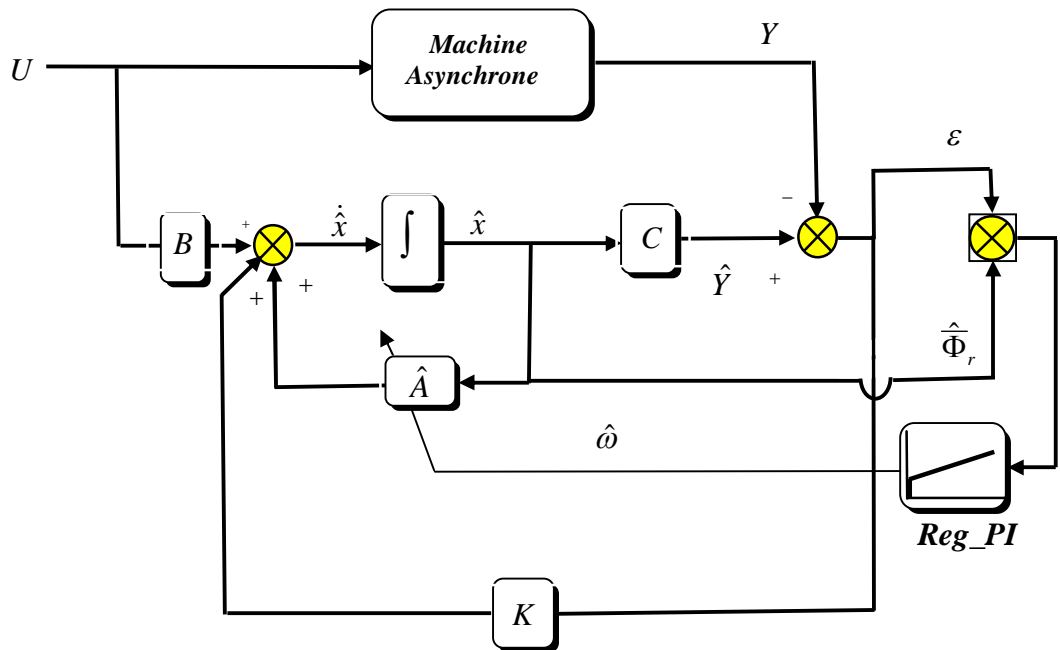 Machine
Asynchrone
Y
U
ε
−
B
+
ẋ̂
∫
x̂
C
Ŷ
+
+
+
Φ̂̅ᵣ
Â
ω̂
Reg_PI
K